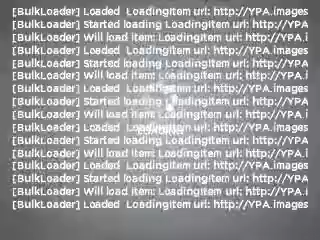 [BulkLoader] Loaded  LoadingItem url: http://YPA.images
[BulkLoader] Started loading LoadingItem url: http://YPA
[BulkLoader] Will load item: LoadingItem url: http://YPA.i
[BulkLoader] Loaded  LoadingItem url: http://YPA.images
[BulkLoader] Started loading LoadingItem url: http://YPA
[BulkLoader] Will load item: LoadingItem url: http://YPA.i
[BulkLoader] Loaded  LoadingItem url: http://YPA.images
[BulkLoader] Started loading LoadingItem url: http://YPA
[BulkLoader] Will load item: LoadingItem url: http://YPA.i
[BulkLoader] Loaded  LoadingItem url: http://YPA.images
[BulkLoader] Started loading LoadingItem url: http://YPA
[BulkLoader] Will load item: LoadingItem url: http://YPA.i
[BulkLoader] Loaded  LoadingItem url: http://YPA.images
[BulkLoader] Started loading LoadingItem url: http://YPA
[BulkLoader] Will load item: LoadingItem url: http://YPA.i
[BulkLoader] Loaded  LoadingItem url: http://YPA.images